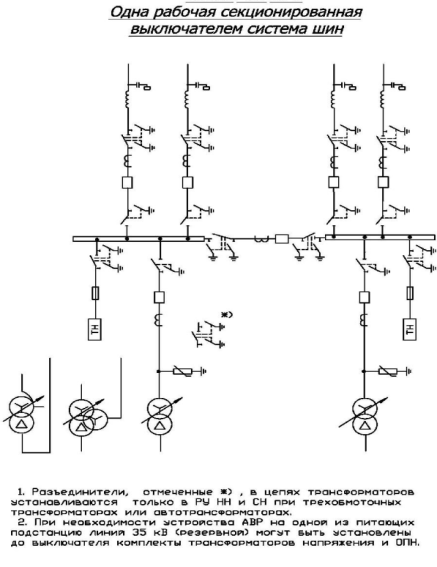 Одна рабочая секционированная
выключателем система шин
ж)
ТН
ТН
1. Разъединители, отмеченные ж) , в цепях трансформаторов
устанавливаются только в РУ НН и СН при трехобмоточных
трансформаторах или автотрансформаторах.
2. При необходимости устройства АВР на одной из питающих
подстанцию линий 35 кВ (резервной) могут быть установлены
до выключателя комплекты трансформаторов напряжения и ОПН.